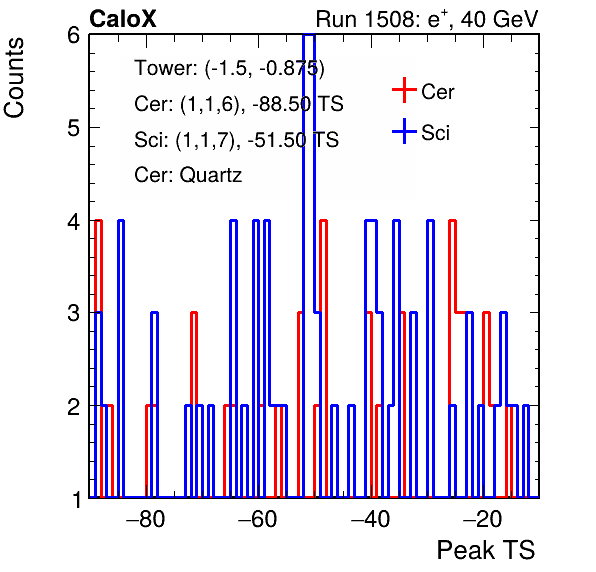 CaloX Run 1508: e⁺, 40 GeV
Counts
6
Tower: (-1.5, -0.875)
Cer: (1,1,6), -88.50 TS
Cer
Sci: (1,1,7), -51.50 TS
Sci
Cer: Quartz
5
4
3
2
1
−80 −60 −40 −20
Peak TS